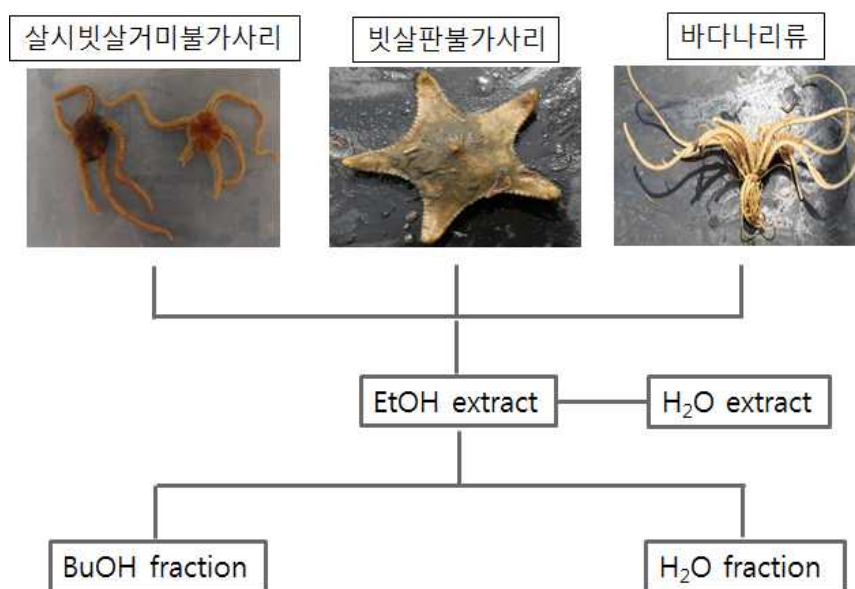 살시빗살거미불가사리
빗살판불가사리
바다나리류
EtOH extract
H₂O extract
BuOH fraction
H₂O fraction